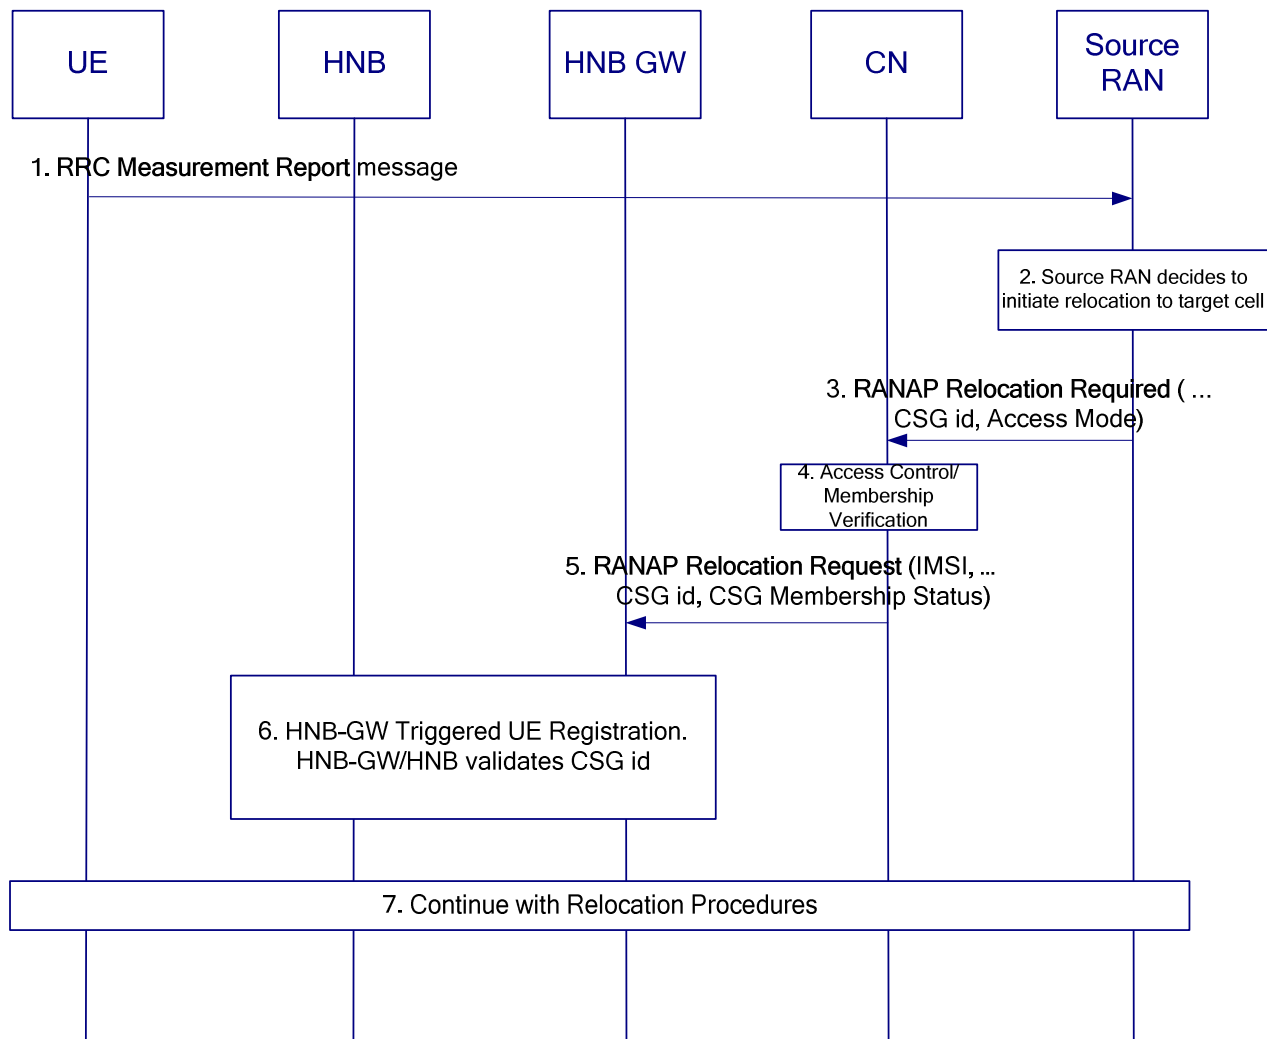 UE
HNB
HNB GW
CN
Source
RAN
1. RRC Measurement Report message
2. Source RAN decides to
initiate relocation to target cell
3. RANAP Relocation Required ( ...
CSG id, Access Mode)
4. Access Control/
Membership
Verification
5. RANAP Relocation Request (IMSI, ...
CSG id, CSG Membership Status)
6. HNB-GW Triggered UE Registration.
HNB-GW/HNB validates CSG id
7. Continue with Relocation Procedures